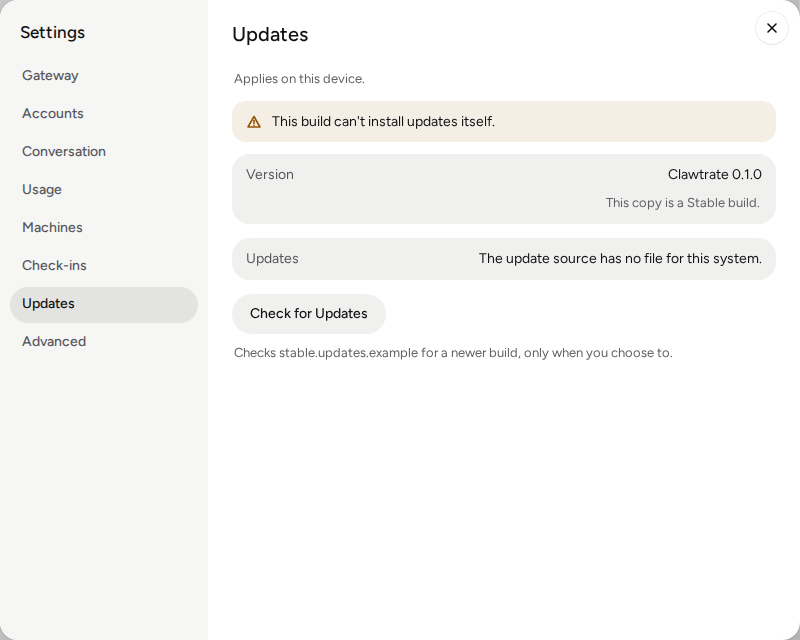 Settings
Gateway
Accounts
Conversation
Usage
Machines
Check-ins
Updates
Advanced
Updates
Applies on this device.
This build can't install updates itself.
Version
Clawtrate 0.1.0
This copy is a Stable build.
Updates
The update source has no file for this system.
Check for Updates
Checks stable.updates.example for a newer build, only when you choose to.